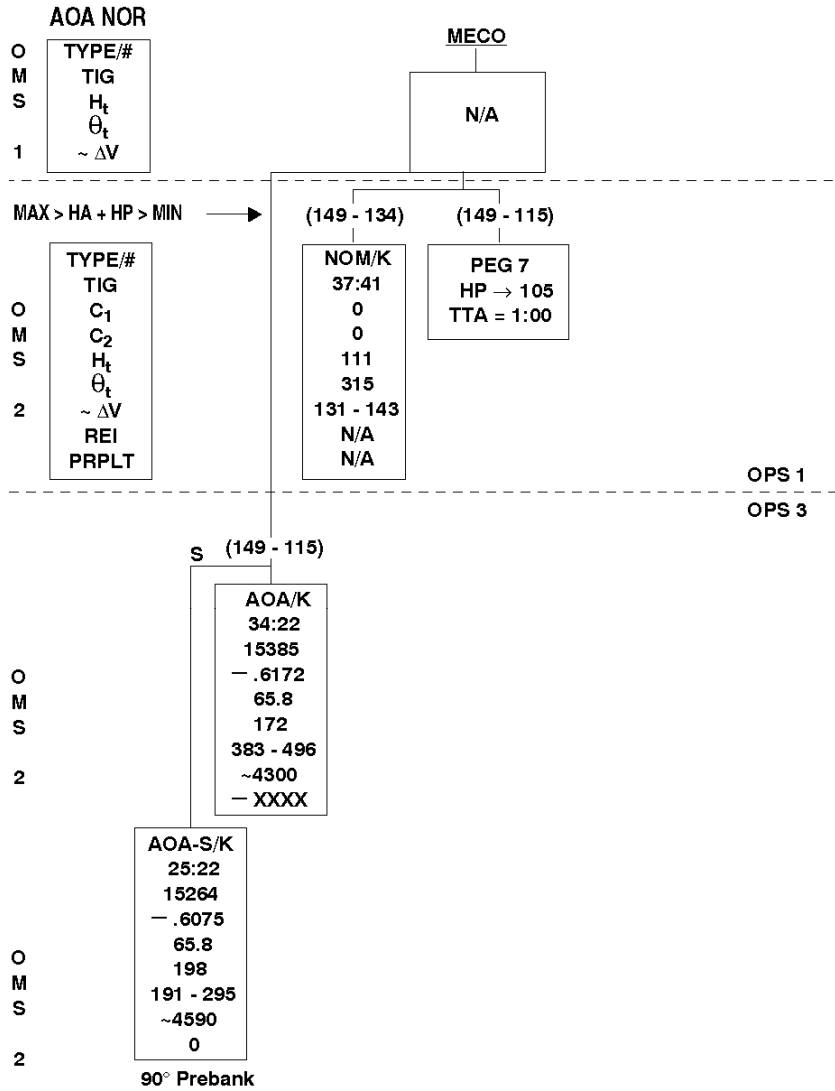 AOA NOR
O
M
S
1
TYPE/#
TIG
Ht
θt
~ ΔV
MECO
N/A
MAX > HA + HP > MIN
(149 - 134)
(149 - 115)
O
M
S
2
TYPE/#
TIG
C1
C2
Ht
θt
~ ΔV
REI
PRPLT
NOM/K
37:41
0
0
111
315
131 - 143
N/A
N/A
PEG 7
HP → 105
TTA = 1:00
OPS 1
OPS 3
S
(149 - 115)
O
M
S
2
AOA/K
34:22
15385
— .6172
65.8
172
383 - 496
~4300
— XXXX
O
M
S
2
AOA-S/K
25:22
15264
— .6075
65.8
198
191 - 295
~4590
0
90° Prebank